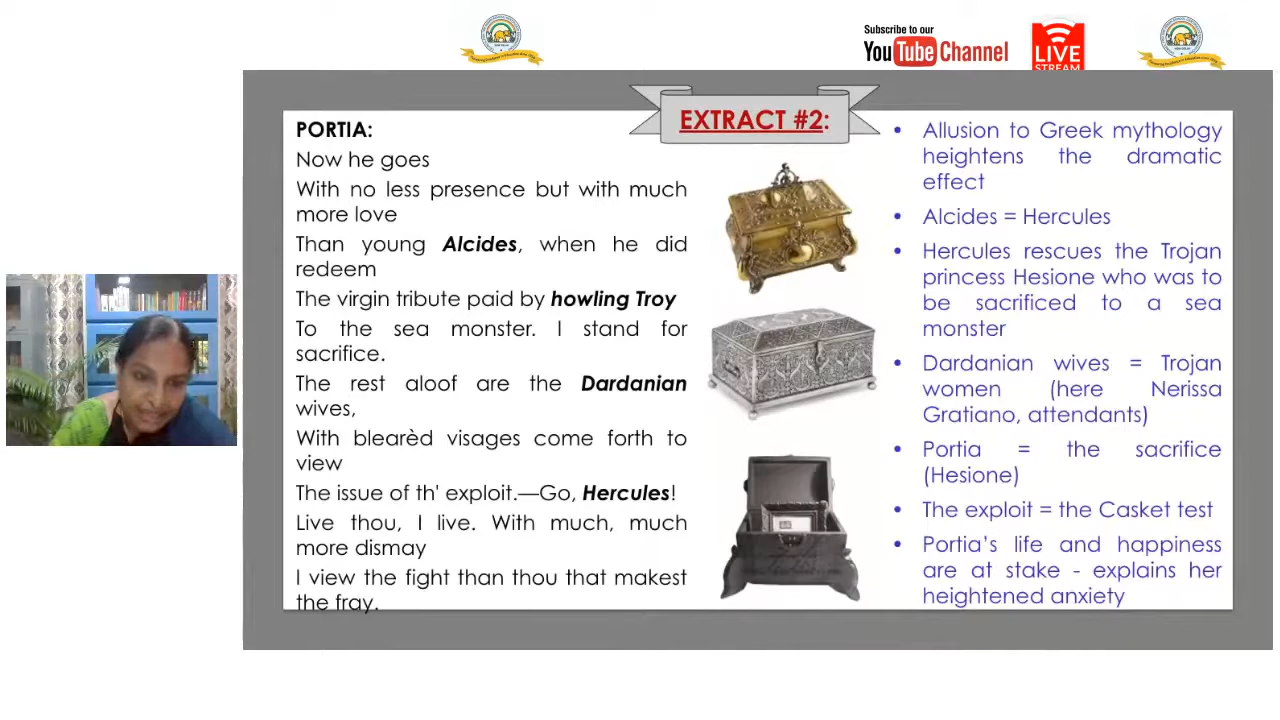 Subscribe to our
YouTube Channel
LIVE
STREAM
EXTRACT #2:
PORTIA:
Now he goes
With no less presence but with much
more love
Than young Alcides, when he did
redeem
The virgin tribute paid by howling Troy
To the sea monster. I stand for
sacrifice.
The rest aloof are the Dardanian
wives,
With blearèd visages come forth to
view
The issue of th' exploit.—Go, Hercules!
Live thou, I live. With much, much
more dismay
I view the fight than thou that makest
the fray.
• Allusion to Greek mythology
heightens the dramatic
effect
• Alcides = Hercules
• Hercules rescues the Trojan
princess Hesione who was to
be sacrificed to a sea
monster
• Dardanian wives = Trojan
women (here Nerissa
Gratiano, attendants)
• Portia = the sacrifice
(Hesione)
• The exploit = the Casket test
• Portia's life and happiness
are at stake - explains her
heightened anxiety